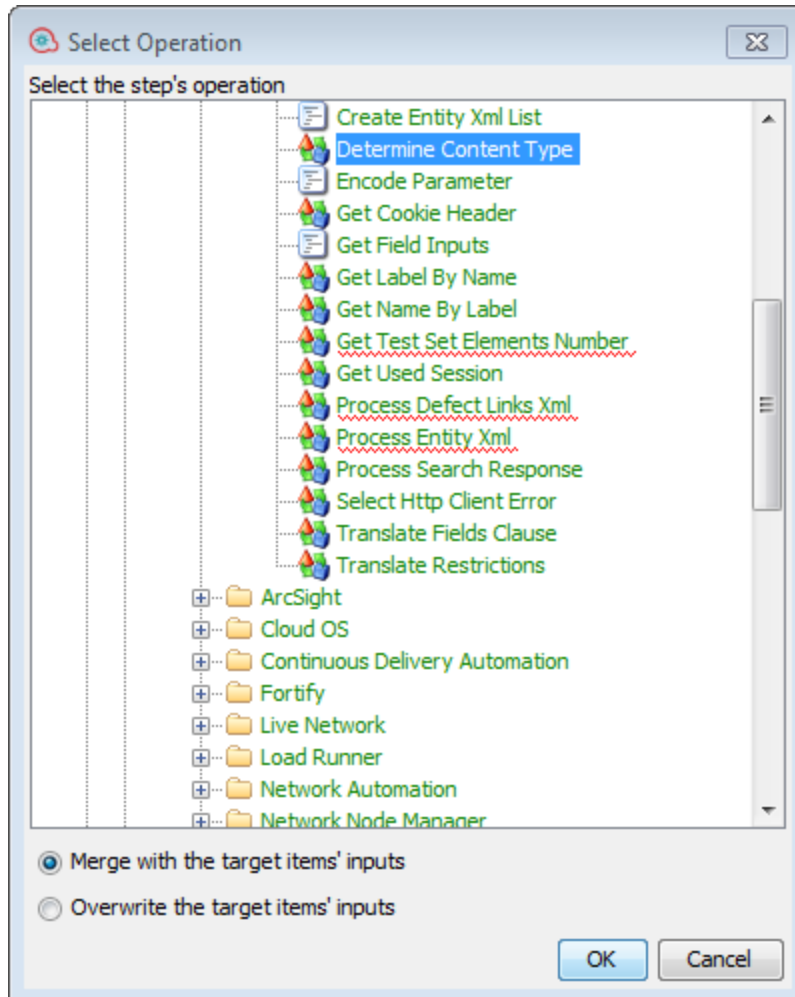 Select Operation
Select the step's operation
Create Entity Xml List
Determine Content Type
Encode Parameter
Get Cookie Header
Get Field Inputs
Get Label By Name
Get Name By Label
Get Test Set Elements Number
Get Used Session
Process Defect Links Xml
Process Entity Xml
Process Search Response
Select Http Client Error
Translate Fields Clause
Translate Restrictions
ArcSight
Cloud OS
Continuous Delivery Automation
Fortify
Live Network
Load Runner
Network Automation
Network Node Manager
Merge with the target items' inputs
Overwrite the target items' inputs
OK Cancel